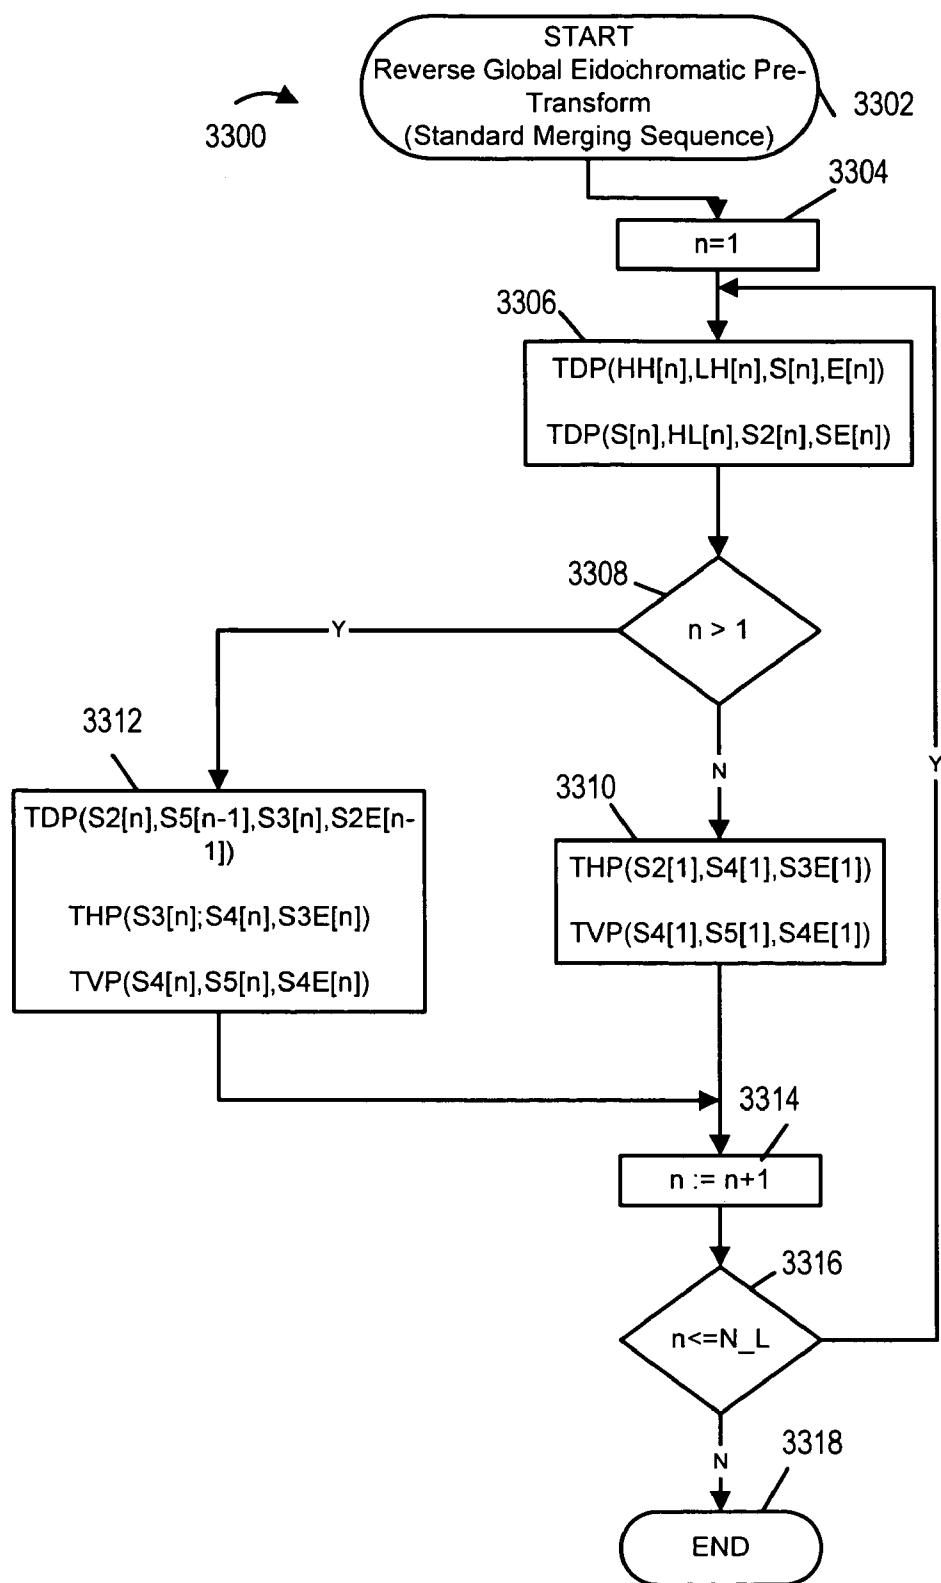 START
Reverse Global Eidochromatic Pre-
Transform
(Standard Merging Sequence)
3302
3300
3304
n=1
3306
TDP(HH[n],LH[n],S[n],E[n])
TDP(S[n],HL[n],S2[n],SE[n])
3308
n > 1
Y
N
Y
3312
TDP(S2[n],S5[n-1],S3[n],S2E[n-
1])
THP(S3[n];S4[n],S3E[n])
TVP(S4[n],S5[n],S4E[n])
3310
THP(S2[1],S4[1],S3E[1])
TVP(S4[1],S5[1],S4E[1])
3314
n := n+1
3316
n<=N_L
N
3318
END